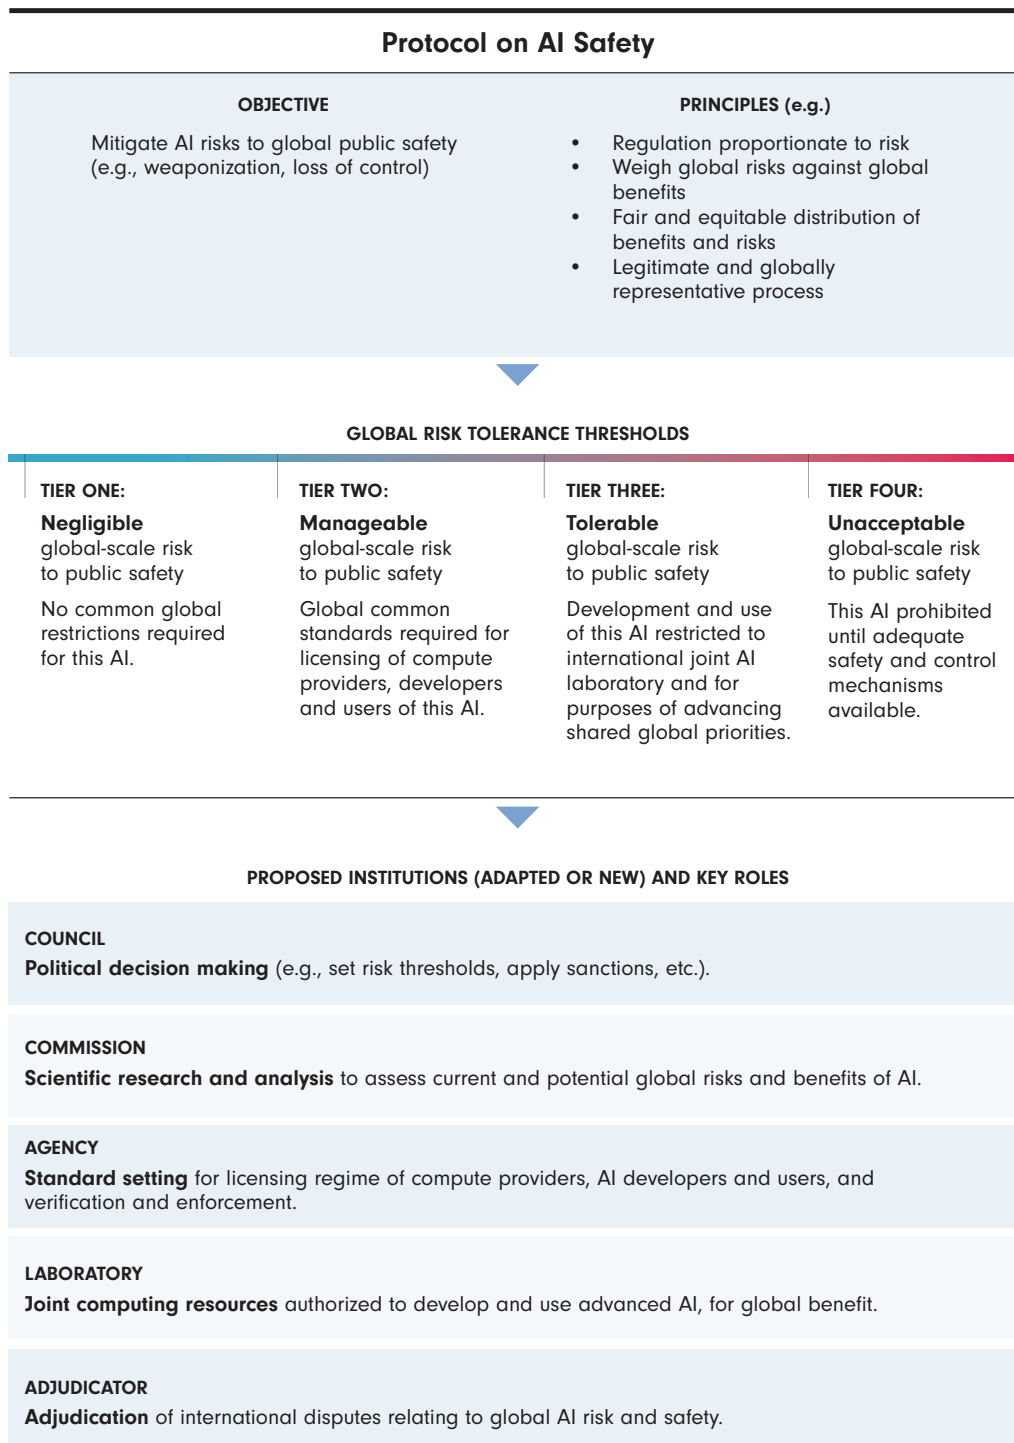 Protocol on AI Safety
OBJECTIVE
Mitigate AI risks to global public safety
(e.g., weaponization, loss of control)
PRINCIPLES (e.g.)
• Regulation proportionate to risk
• Weigh global risks against global
benefits
• Fair and equitable distribution of
benefits and risks
• Legitimate and globally
representative process
GLOBAL RISK TOLERANCE THRESHOLDS
TIER ONE:
Negligible
global-scale risk
to public safety
No common global
restrictions required
for this AI.
TIER TWO:
Manageable
global-scale risk
to public safety
Global common
standards required for
licensing of compute
providers, developers
and users of this AI.
TIER THREE:
Tolerable
global-scale risk
to public safety
Development and use
of this AI restricted to
international joint AI
laboratory and for
purposes of advancing
shared global priorities.
TIER FOUR:
Unacceptable
global-scale risk
to public safety
This AI prohibited
until adequate
safety and control
mechanisms
available.
PROPOSED INSTITUTIONS (ADAPTED OR NEW) AND KEY ROLES
COUNCIL
Political decision making (e.g., set risk thresholds, apply sanctions, etc.).
COMMISSION
Scientific research and analysis to assess current and potential global risks and benefits of AI.
AGENCY
Standard setting for licensing regime of compute providers, AI developers and users, and
verification and enforcement.
LABORATORY
Joint computing resources authorized to develop and use advanced AI, for global benefit.
ADJUDICATOR
Adjudication of international disputes relating to global AI risk and safety.